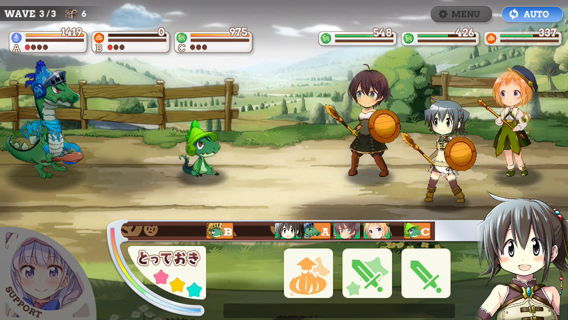 WAVE 3/3 6
MENU
AUTO
A 1419
B 0
C 975
548
426
337
B A C
とっておき
SUPPORT